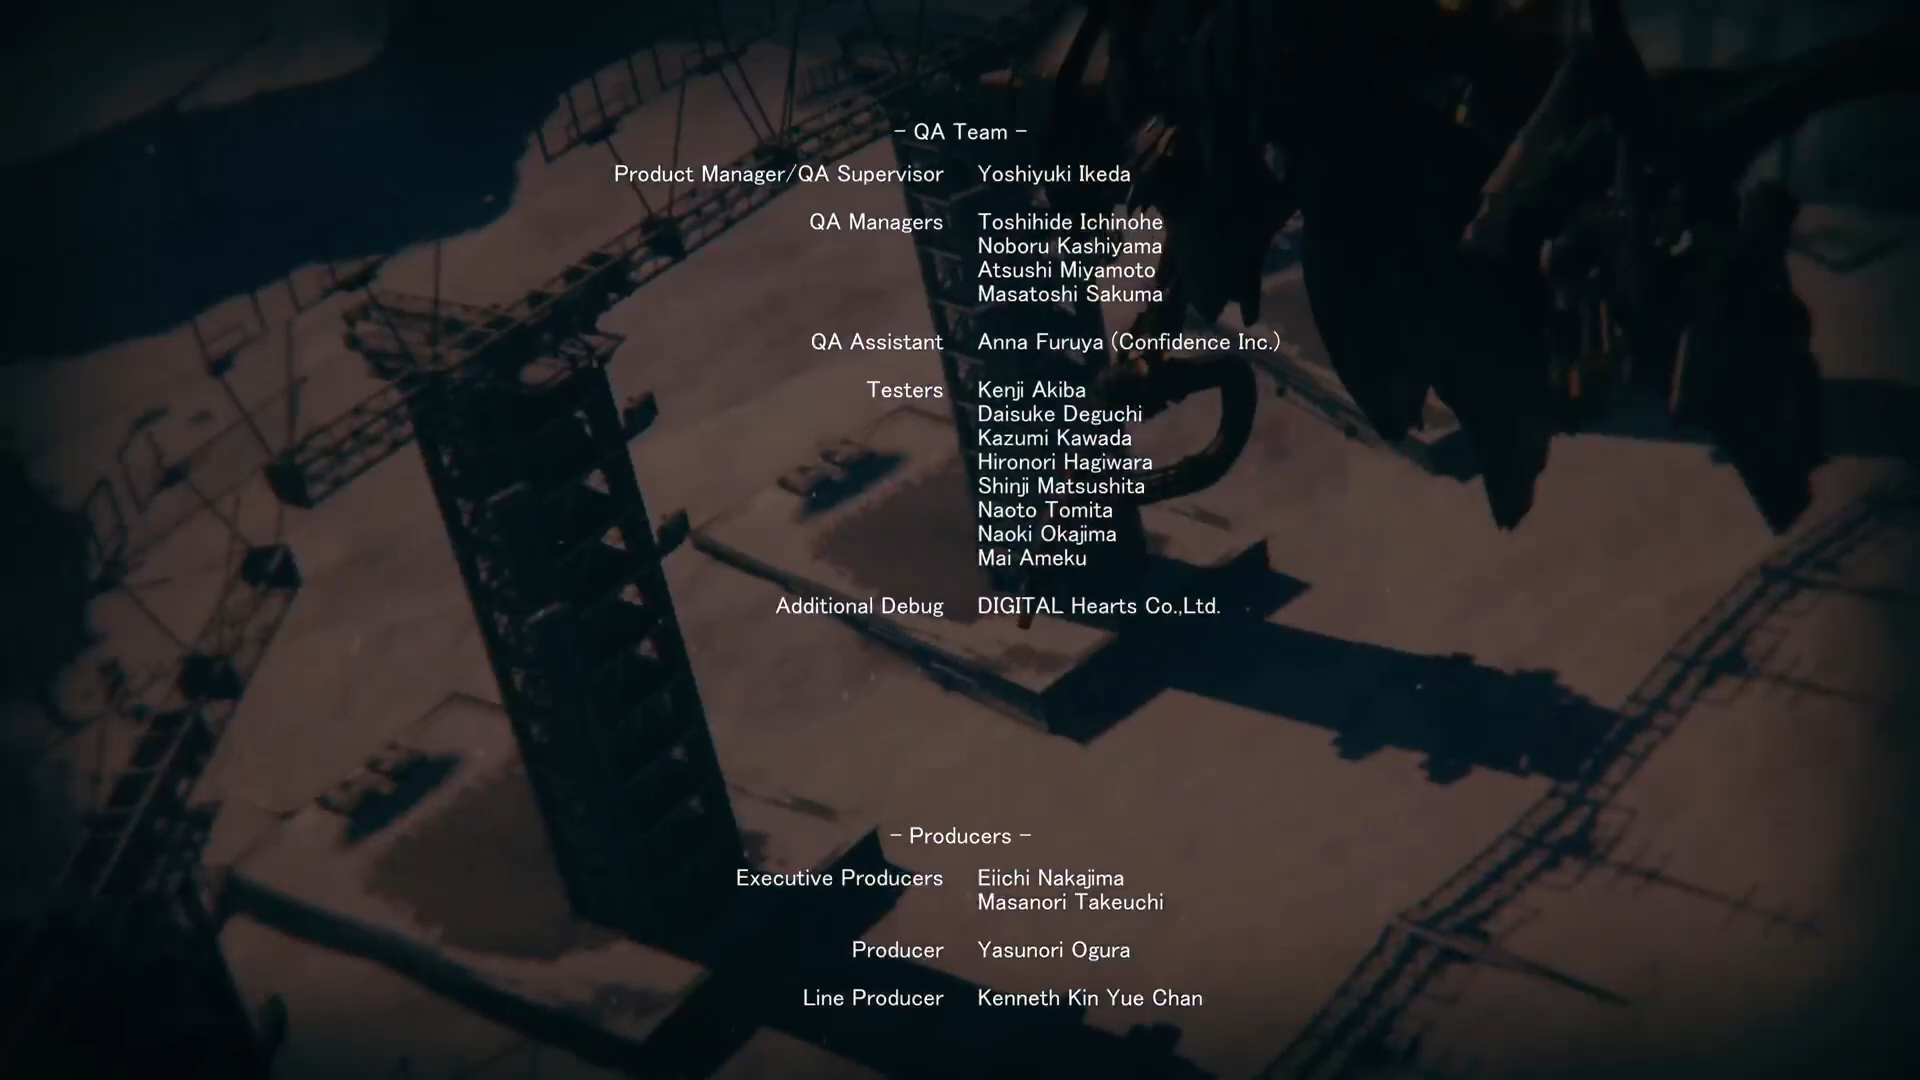 - QA Team -
Product Manager/QA Supervisor Yoshiyuki Ikeda
QA Managers Toshihide Ichinohe
Noboru Kashiyama
Atsushi Miyamoto
Masatoshi Sakuma
QA Assistant Anna Furuya (Confidence Inc.)
Testers Kenji Akiba
Daisuke Deguchi
Kazumi Kawada
Hironori Hagiwara
Shinji Matsushita
Naoto Tomita
Naoki Okajima
Mai Ameku
Additional Debug DIGITAL Hearts Co.,Ltd.
- Producers -
Executive Producers Eiichi Nakajima
Masanori Takeuchi
Producer Yasunori Ogura
Line Producer Kenneth Kin Yue Chan